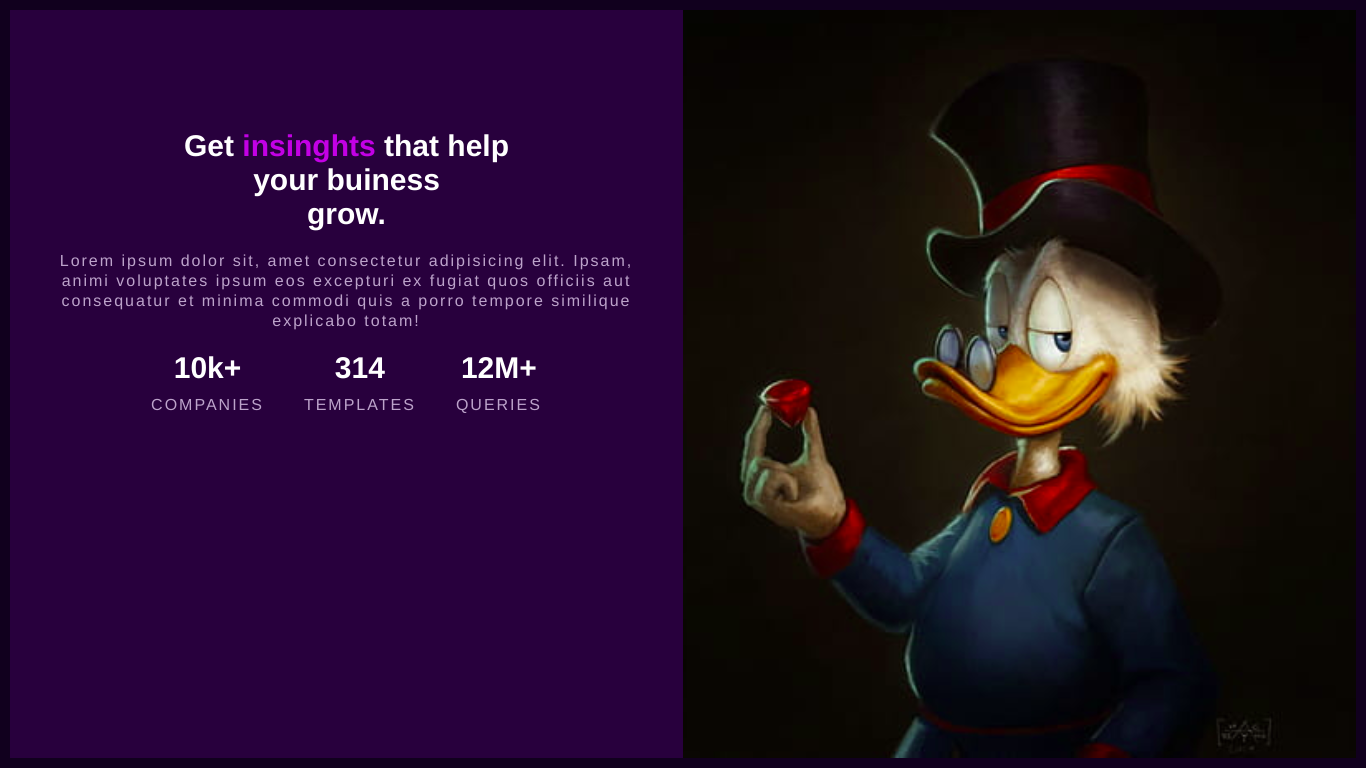 Get insinghts that help
your buiness
grow.
Lorem ipsum dolor sit, amet consectetur adipisicing elit. Ipsam,
animi voluptates ipsum eos excepturi ex fugiat quos officiis aut
consequatur et minima commodi quis a porro tempore similique
explicabo totam!
10k+ 314 12M+
COMPANIES TEMPLATES QUERIES